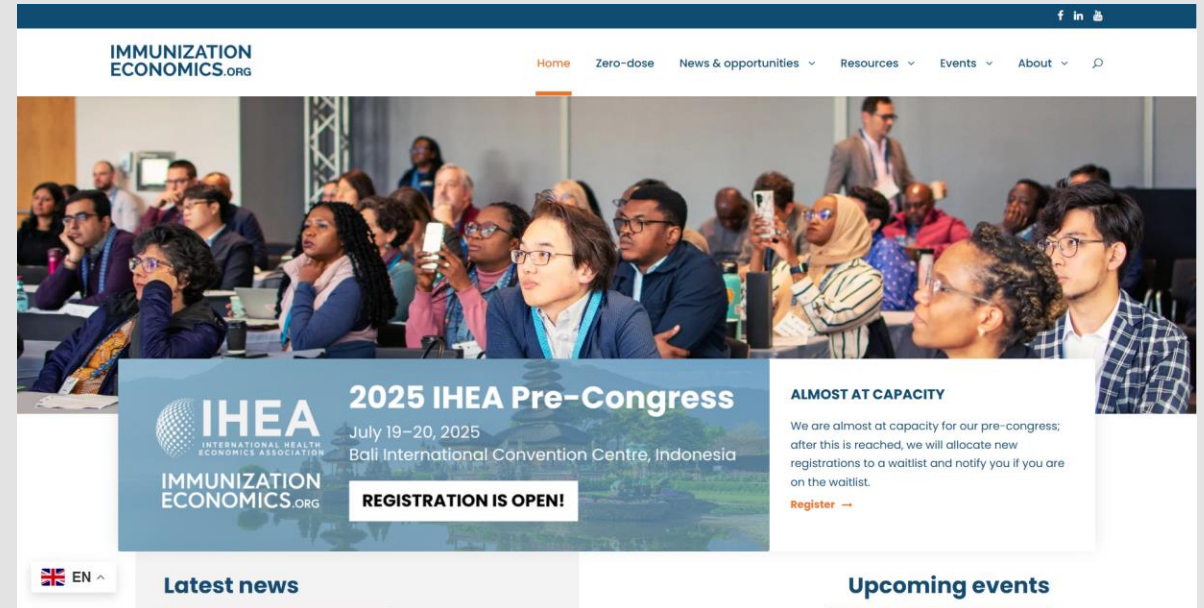 IMMUNIZATION
ECONOMICS.ORG
Home Zero-dose News & opportunities Resources Events About
2025 IHEA Pre-Congress
July 19–20, 2025
Bali International Convention Centre, Indonesia
REGISTRATION IS OPEN!
IHEA
INTERNATIONAL HEALTH
ECONOMICS ASSOCIATION
IMMUNIZATION
ECONOMICS.ORG
ALMOST AT CAPACITY
We are almost at capacity for our pre-congress;
after this is reached, we will allocate new
registrations to a waitlist and notify you if you are
on the waitlist.
Register →
EN
Latest news
Upcoming events